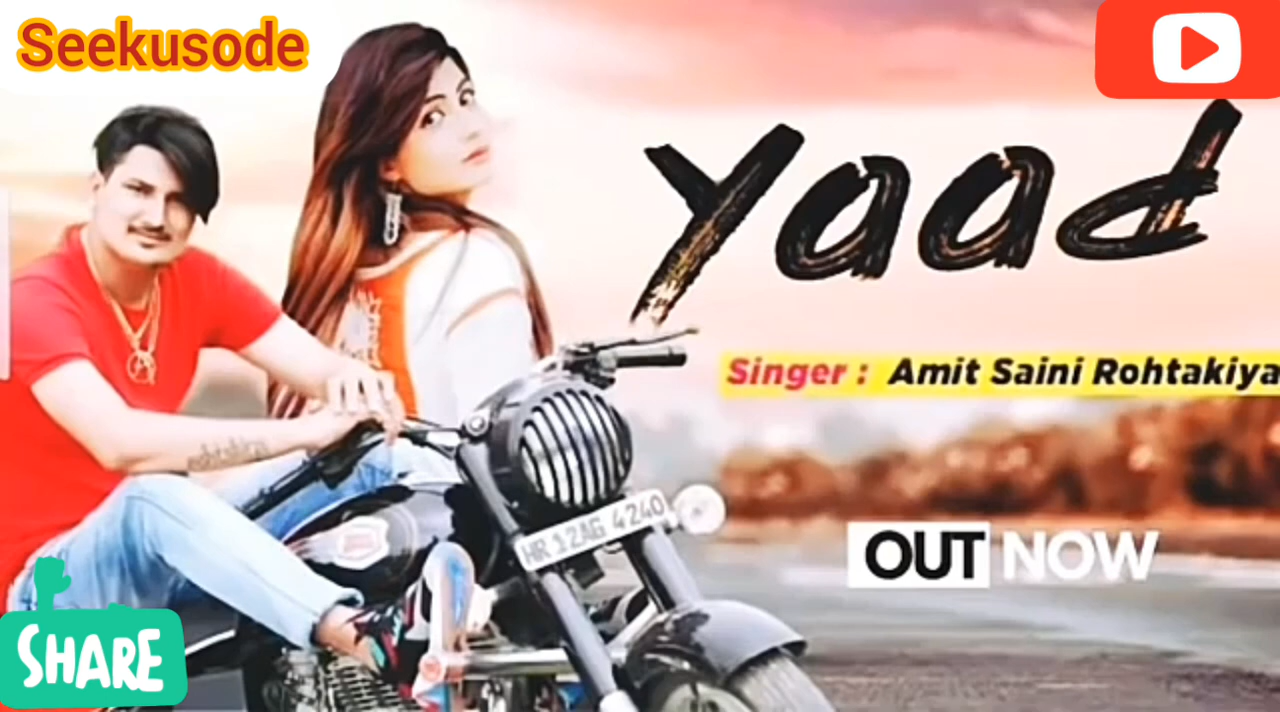 Seekusode
Yaad
Singer : Amit Saini Rohtakiya
HR 12AG 4240
OUT NOW
SHARE